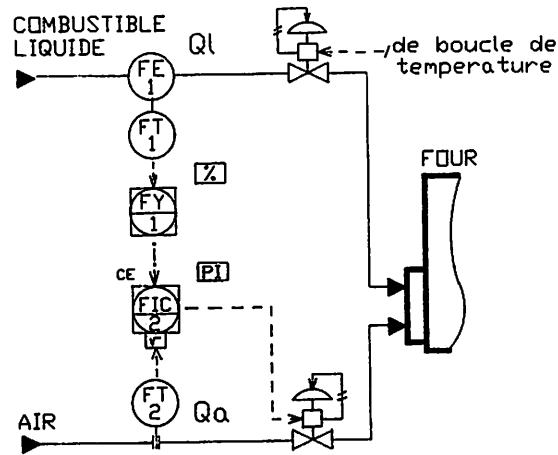 COMBUSTIBLE
LIQUIDE
Ql
de boucle de
temperature
FE
1
FT
1
%
FOUR
FY
1
CE
PI
FIC
2
r
FT
2
Qa
AIR